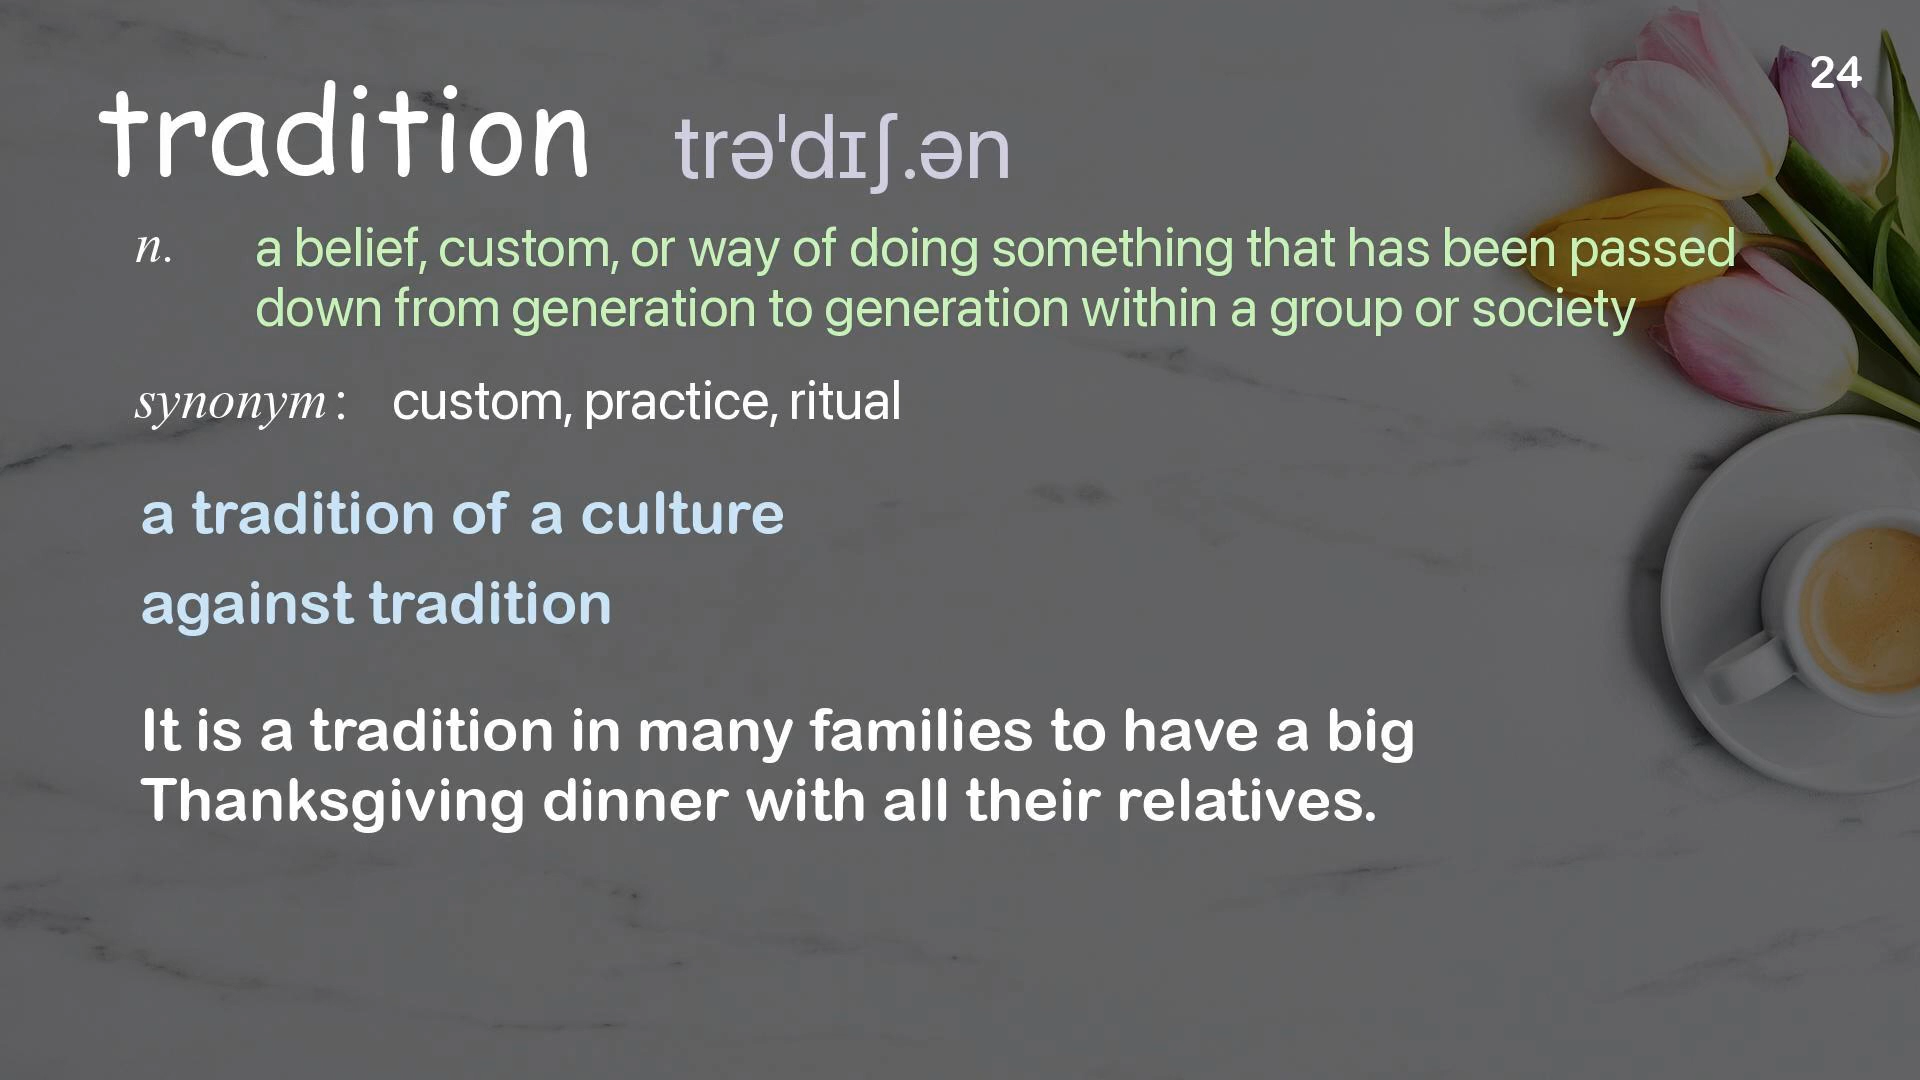 24
tradition trəˈdɪʃ.ən
n. a belief, custom, or way of doing something that has been passed
down from generation to generation within a group or society
synonym : custom, practice, ritual
a tradition of a culture
against tradition
It is a tradition in many families to have a big
Thanksgiving dinner with all their relatives.